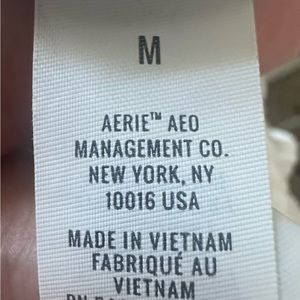 M
AERIE™ AEO
MANAGEMENT CO.
NEW YORK, NY
10016 USA
MADE IN VIETNAM
FABRIQUÉ AU
VIETNAM